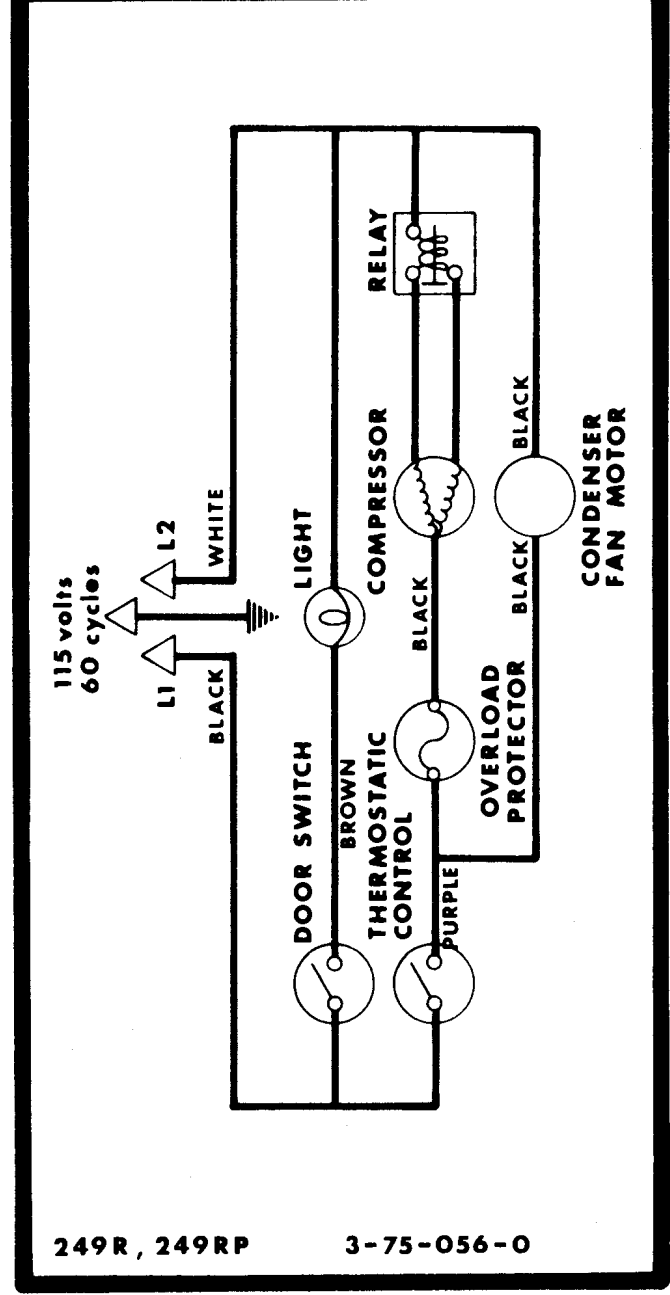 115 volts
60 cycles
L1
L2
BLACK
WHITE
DOOR SWITCH
LIGHT
BROWN
THERMOSTATIC
CONTROL
COMPRESSOR
RELAY
PURPLE
BLACK
OVERLOAD
PROTECTOR
BLACK
BLACK
CONDENSER
FAN MOTOR
249R, 249RP
3-75-056-0